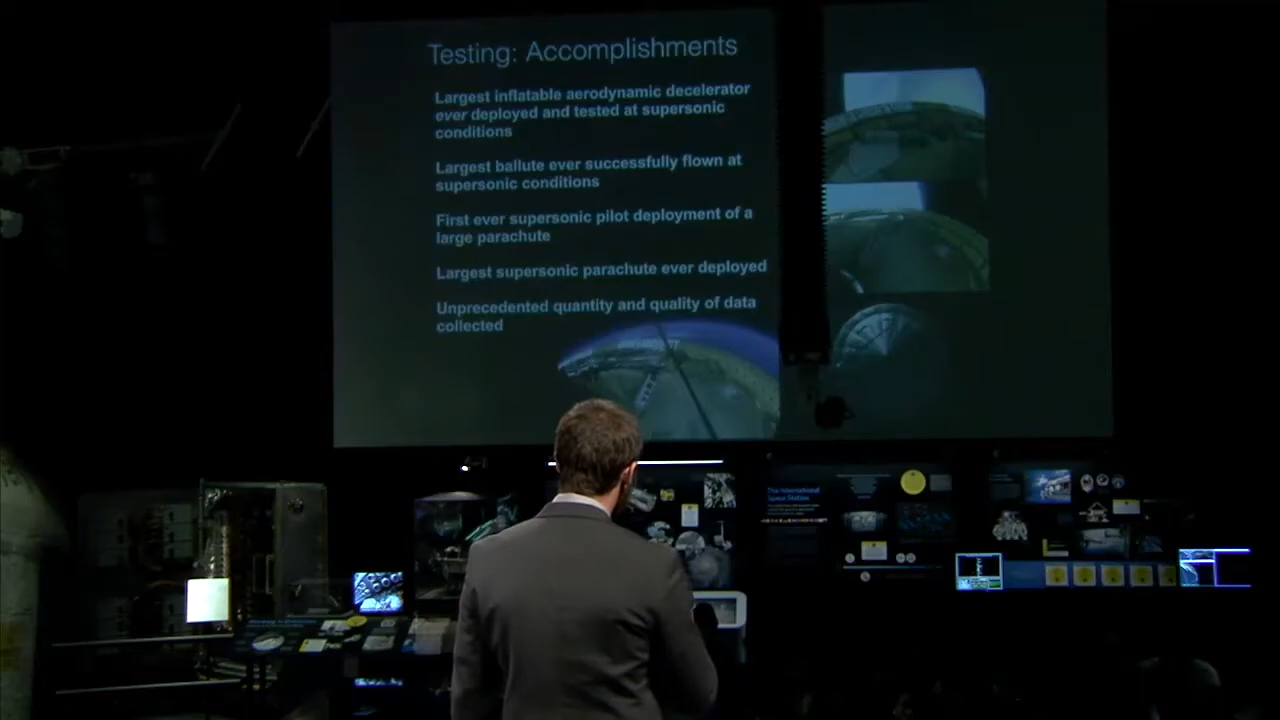 Testing: Accomplishments
Largest inflatable aerodynamic decelerator
ever deployed and tested at supersonic
conditions
Largest ballute ever successfully flown at
supersonic conditions
First ever supersonic pilot deployment of a
large parachute
Largest supersonic parachute ever deployed
Unprecedented quantity and quality of data
collected
The International
Space Station